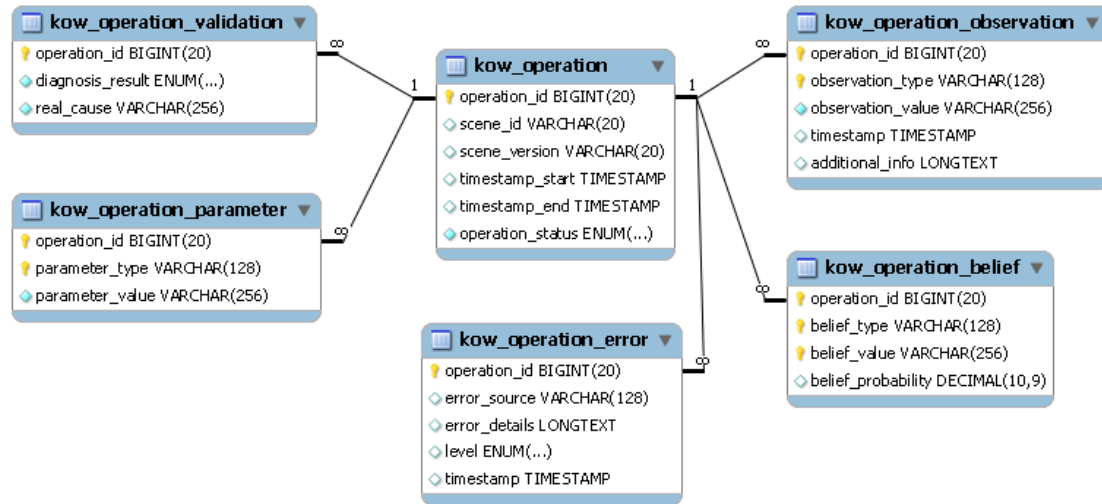 kow_operation_validation
operation_id BIGINT(20)
diagnosis_result ENUM(...)
real_cause VARCHAR(256)
∞
kow_operation_parameter
operation_id BIGINT(20)
parameter_type VARCHAR(128)
parameter_value VARCHAR(256)
∞
1
kow_operation
operation_id BIGINT(20)
scene_id VARCHAR(20)
scene_version VARCHAR(20)
timestamp_start TIMESTAMP
timestamp_end TIMESTAMP
operation_status ENUM(...)
1
kow_operation_error
operation_id BIGINT(20)
error_source VARCHAR(128)
error_details LONGTEXT
level ENUM(...)
timestamp TIMESTAMP
∞
∞
kow_operation_observation
operation_id BIGINT(20)
observation_type VARCHAR(128)
observation_value VARCHAR(256)
timestamp TIMESTAMP
additional_info LONGTEXT
∞
kow_operation_belief
operation_id BIGINT(20)
belief_type VARCHAR(128)
belief_value VARCHAR(256)
belief_probability DECIMAL(10,9)